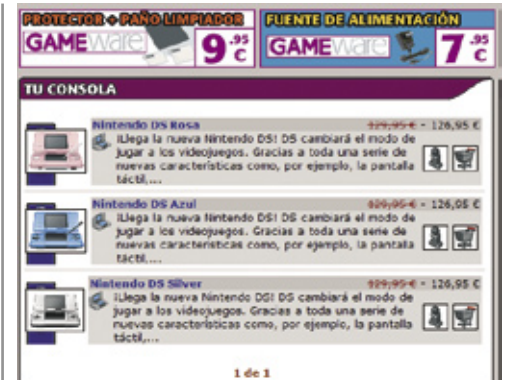 PROTECTOR + PAÑO LIMPIADOR
GAMEware
9'95 €
FUENTE DE ALIMENTACIÓN
GAMEware
7'95 €
TU CONSOLA
Nintendo DS Rosa 129,95 € - 126,95 €
¡Llega la nueva Nintendo DS! DS cambiará el modo de
jugar a los videojuegos. Gracias a toda una serie de
nuevas características como, por ejemplo, la pantalla
táctil,...
Nintendo DS Azul 129,95 € - 126,95 €
¡Llega la nueva Nintendo DS! DS cambiará el modo de
jugar a los videojuegos. Gracias a toda una serie de
nuevas características como, por ejemplo, la pantalla
táctil,...
Nintendo DS Silver 129,95 € - 126,95 €
¡Llega la nueva Nintendo DS! DS cambiará el modo de
jugar a los videojuegos. Gracias a toda una serie de
nuevas características como, por ejemplo, la pantalla
táctil,...
1 de 1